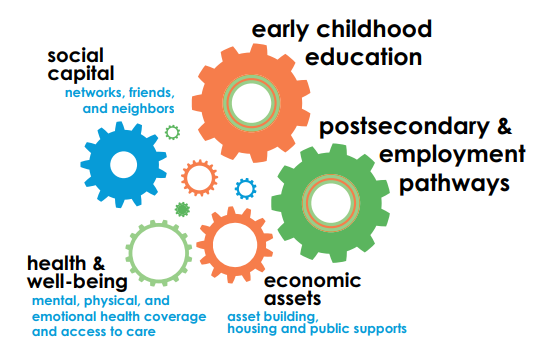 early childhood
education
social
capital
networks, friends,
and neighbors
postsecondary &
employment
pathways
health &
well-being
mental, physical, and
emotional health coverage
and access to care
economic
assets
asset building,
housing and public supports